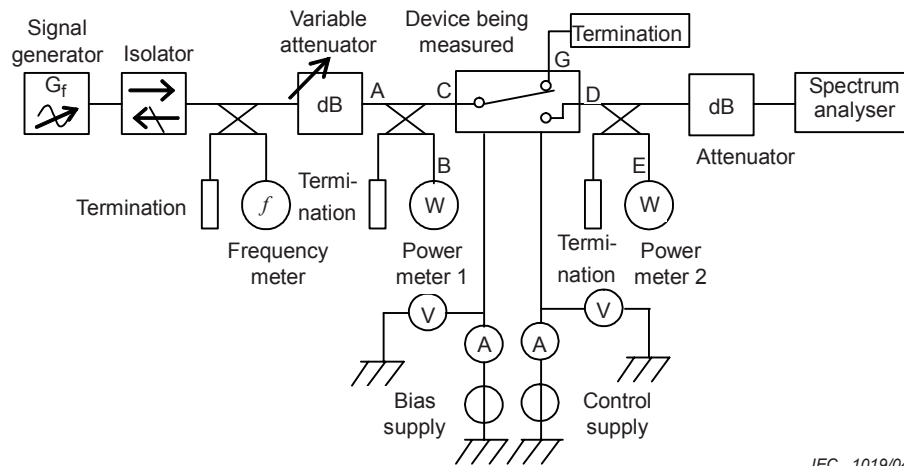 Signal
generator
Isolator
Variable
attenuator
Device being
measured
Termination
G
Gf
dB
A
C
D
dB
Spectrum
analyser
Attenuator
B
E
Termination
f
Termi-
nation
W
Termi-
nation
W
Frequency
meter
Power
meter 1
Power
meter 2
V
V
A
A
Bias
supply
Control
supply